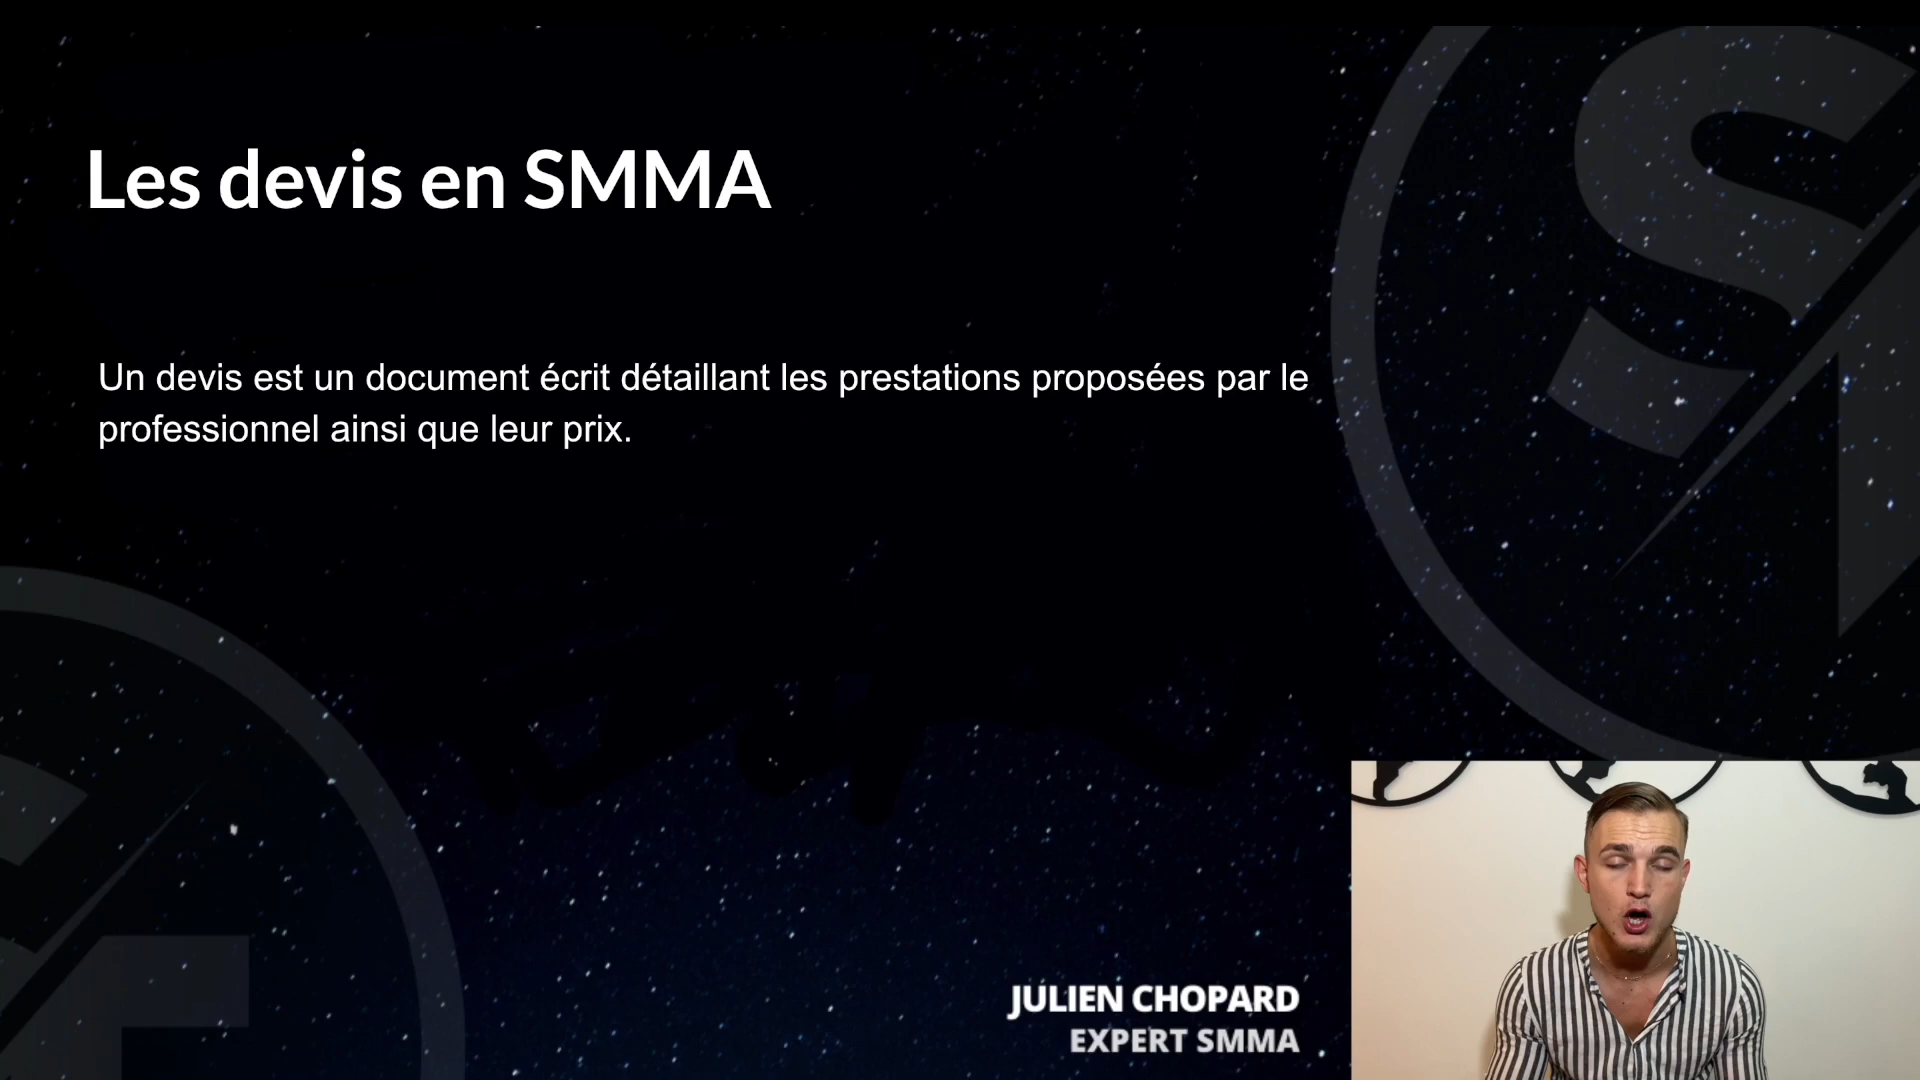 Les devis en SMMA
Un devis est un document écrit détaillant les prestations proposées par le
professionnel ainsi que leur prix.
JULIEN CHOPARD
EXPERT SMMA